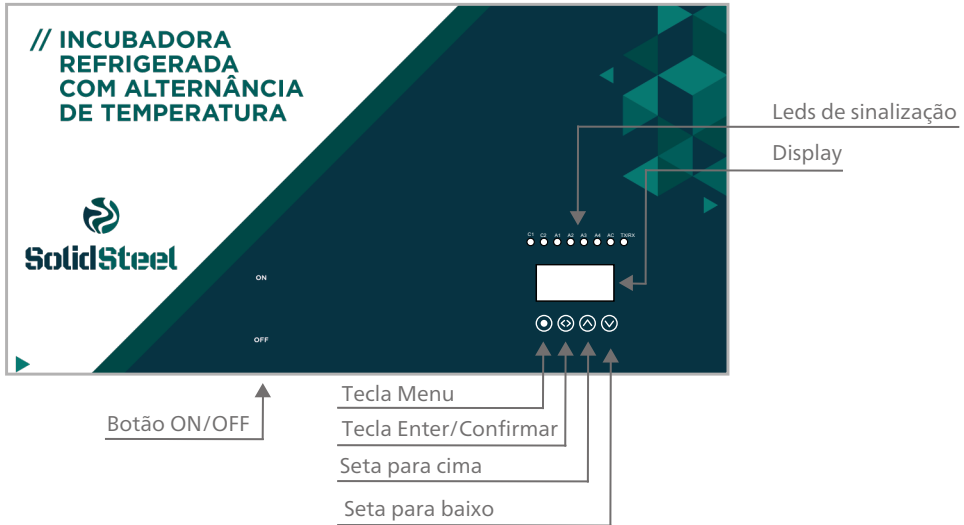 // INCUBADORA
REFRIGERADA
COM ALTERNÂNCIA
DE TEMPERATURA
Leds de sinalização
Display
SolidSteel
C1 C2 A1 A2 A3 A4 AC TX/RX
ON
OFF
Botão ON/OFF
Tecla Menu
Tecla Enter/Confirmar
Seta para cima
Seta para baixo